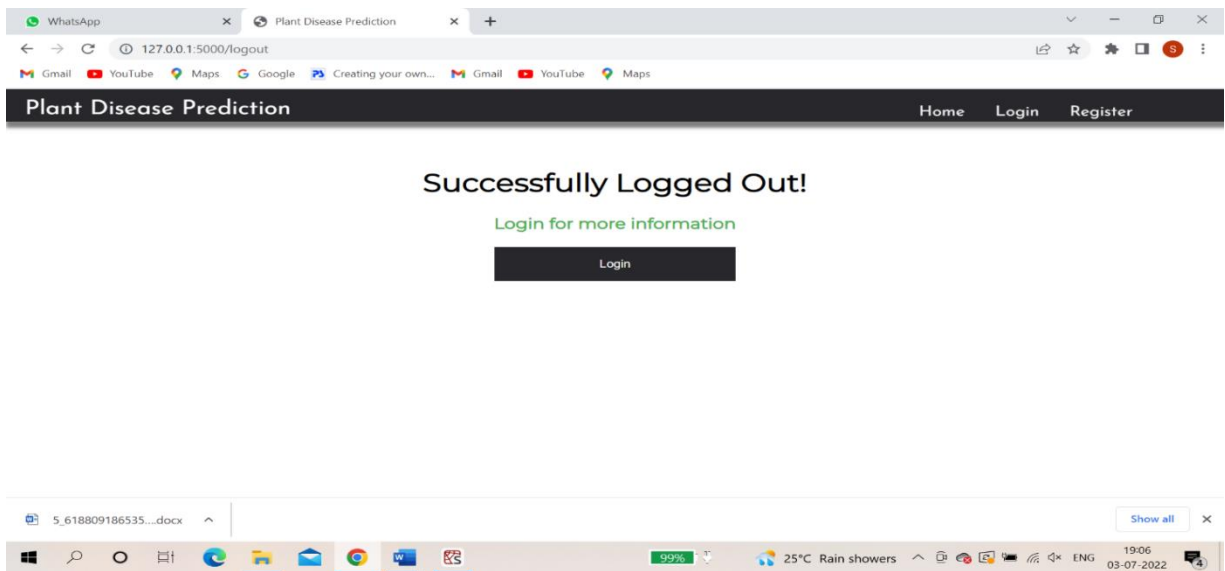 WhatsApp
Plant Disease Prediction
127.0.0.1:5000/logout
S
Gmail YouTube Maps Google Creating your own... Gmail YouTube Maps
Plant Disease Prediction
Home Login Register
Successfully Logged Out!
Login for more information
Login
5_618809186535....docx
Show all
99% 25°C Rain showers ENG 19:06
03-07-2022
4